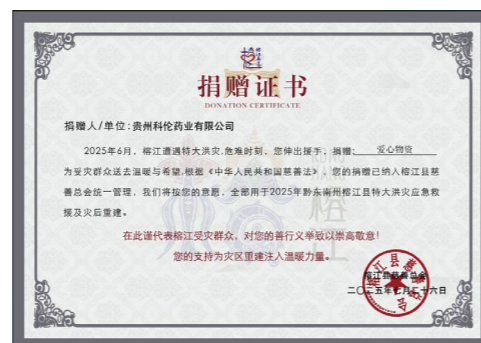 捐赠证书
DONATION CERTIFICATE
捐赠人/单位:贵州科伦药业有限公司
2025年6月，榕江遭遇特大洪灾.危难时刻，您伸出援手，捐赠: 爱心物资
为受灾群众送去温暖与希望.根据《中华人民共和国慈善法》，您的捐赠已纳入榕江县慈
善总会统一管理，我们将按您的意愿，全部用于2025年黔东南州榕江县特大洪灾应急救
援及灾后重建。
在此谨代表榕江受灾群众，对您的善行义举致以崇高敬意!
您的支持为灾区重建注入温暖力量。
榕江县慈善总会
二〇二五年七月二十六日
榕江县慈善总会
榕江